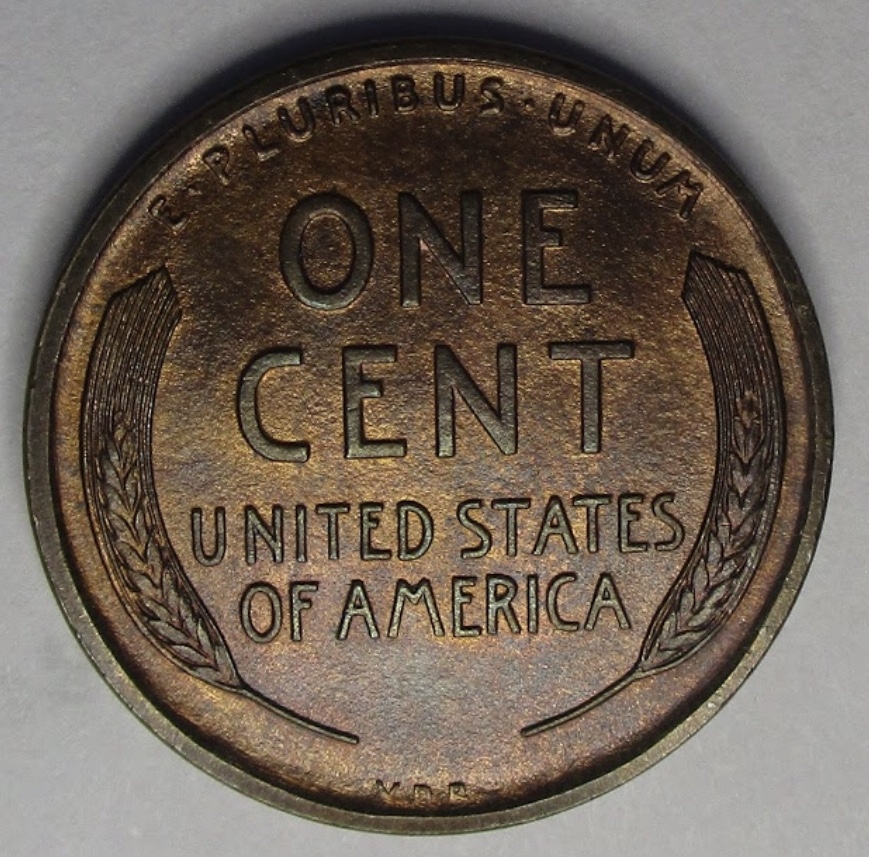 E·PLURIBUS·UNUM
ONE
CENT
UNITED STATES
OF AMERICA
V.D.B.